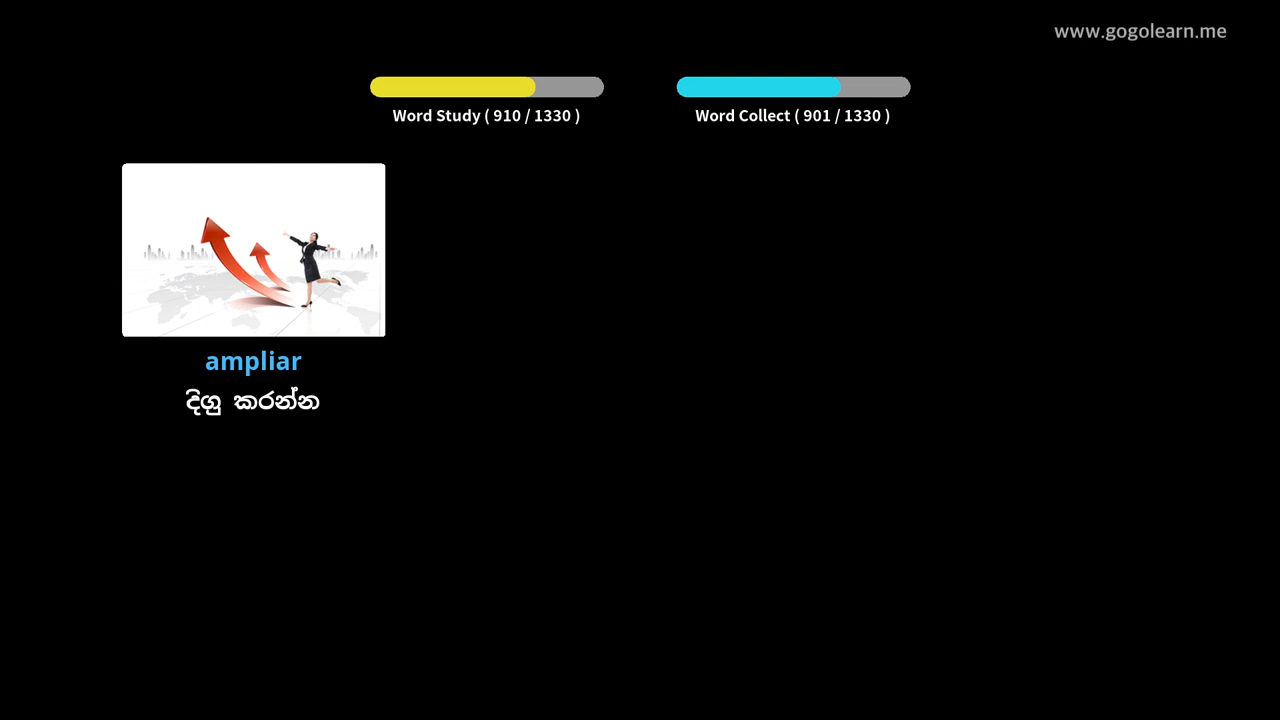 www.gogolearn.me
Word Study ( 910 / 1330 )
Word Collect ( 901 / 1330 )
ampliar
දිගු කරන්න